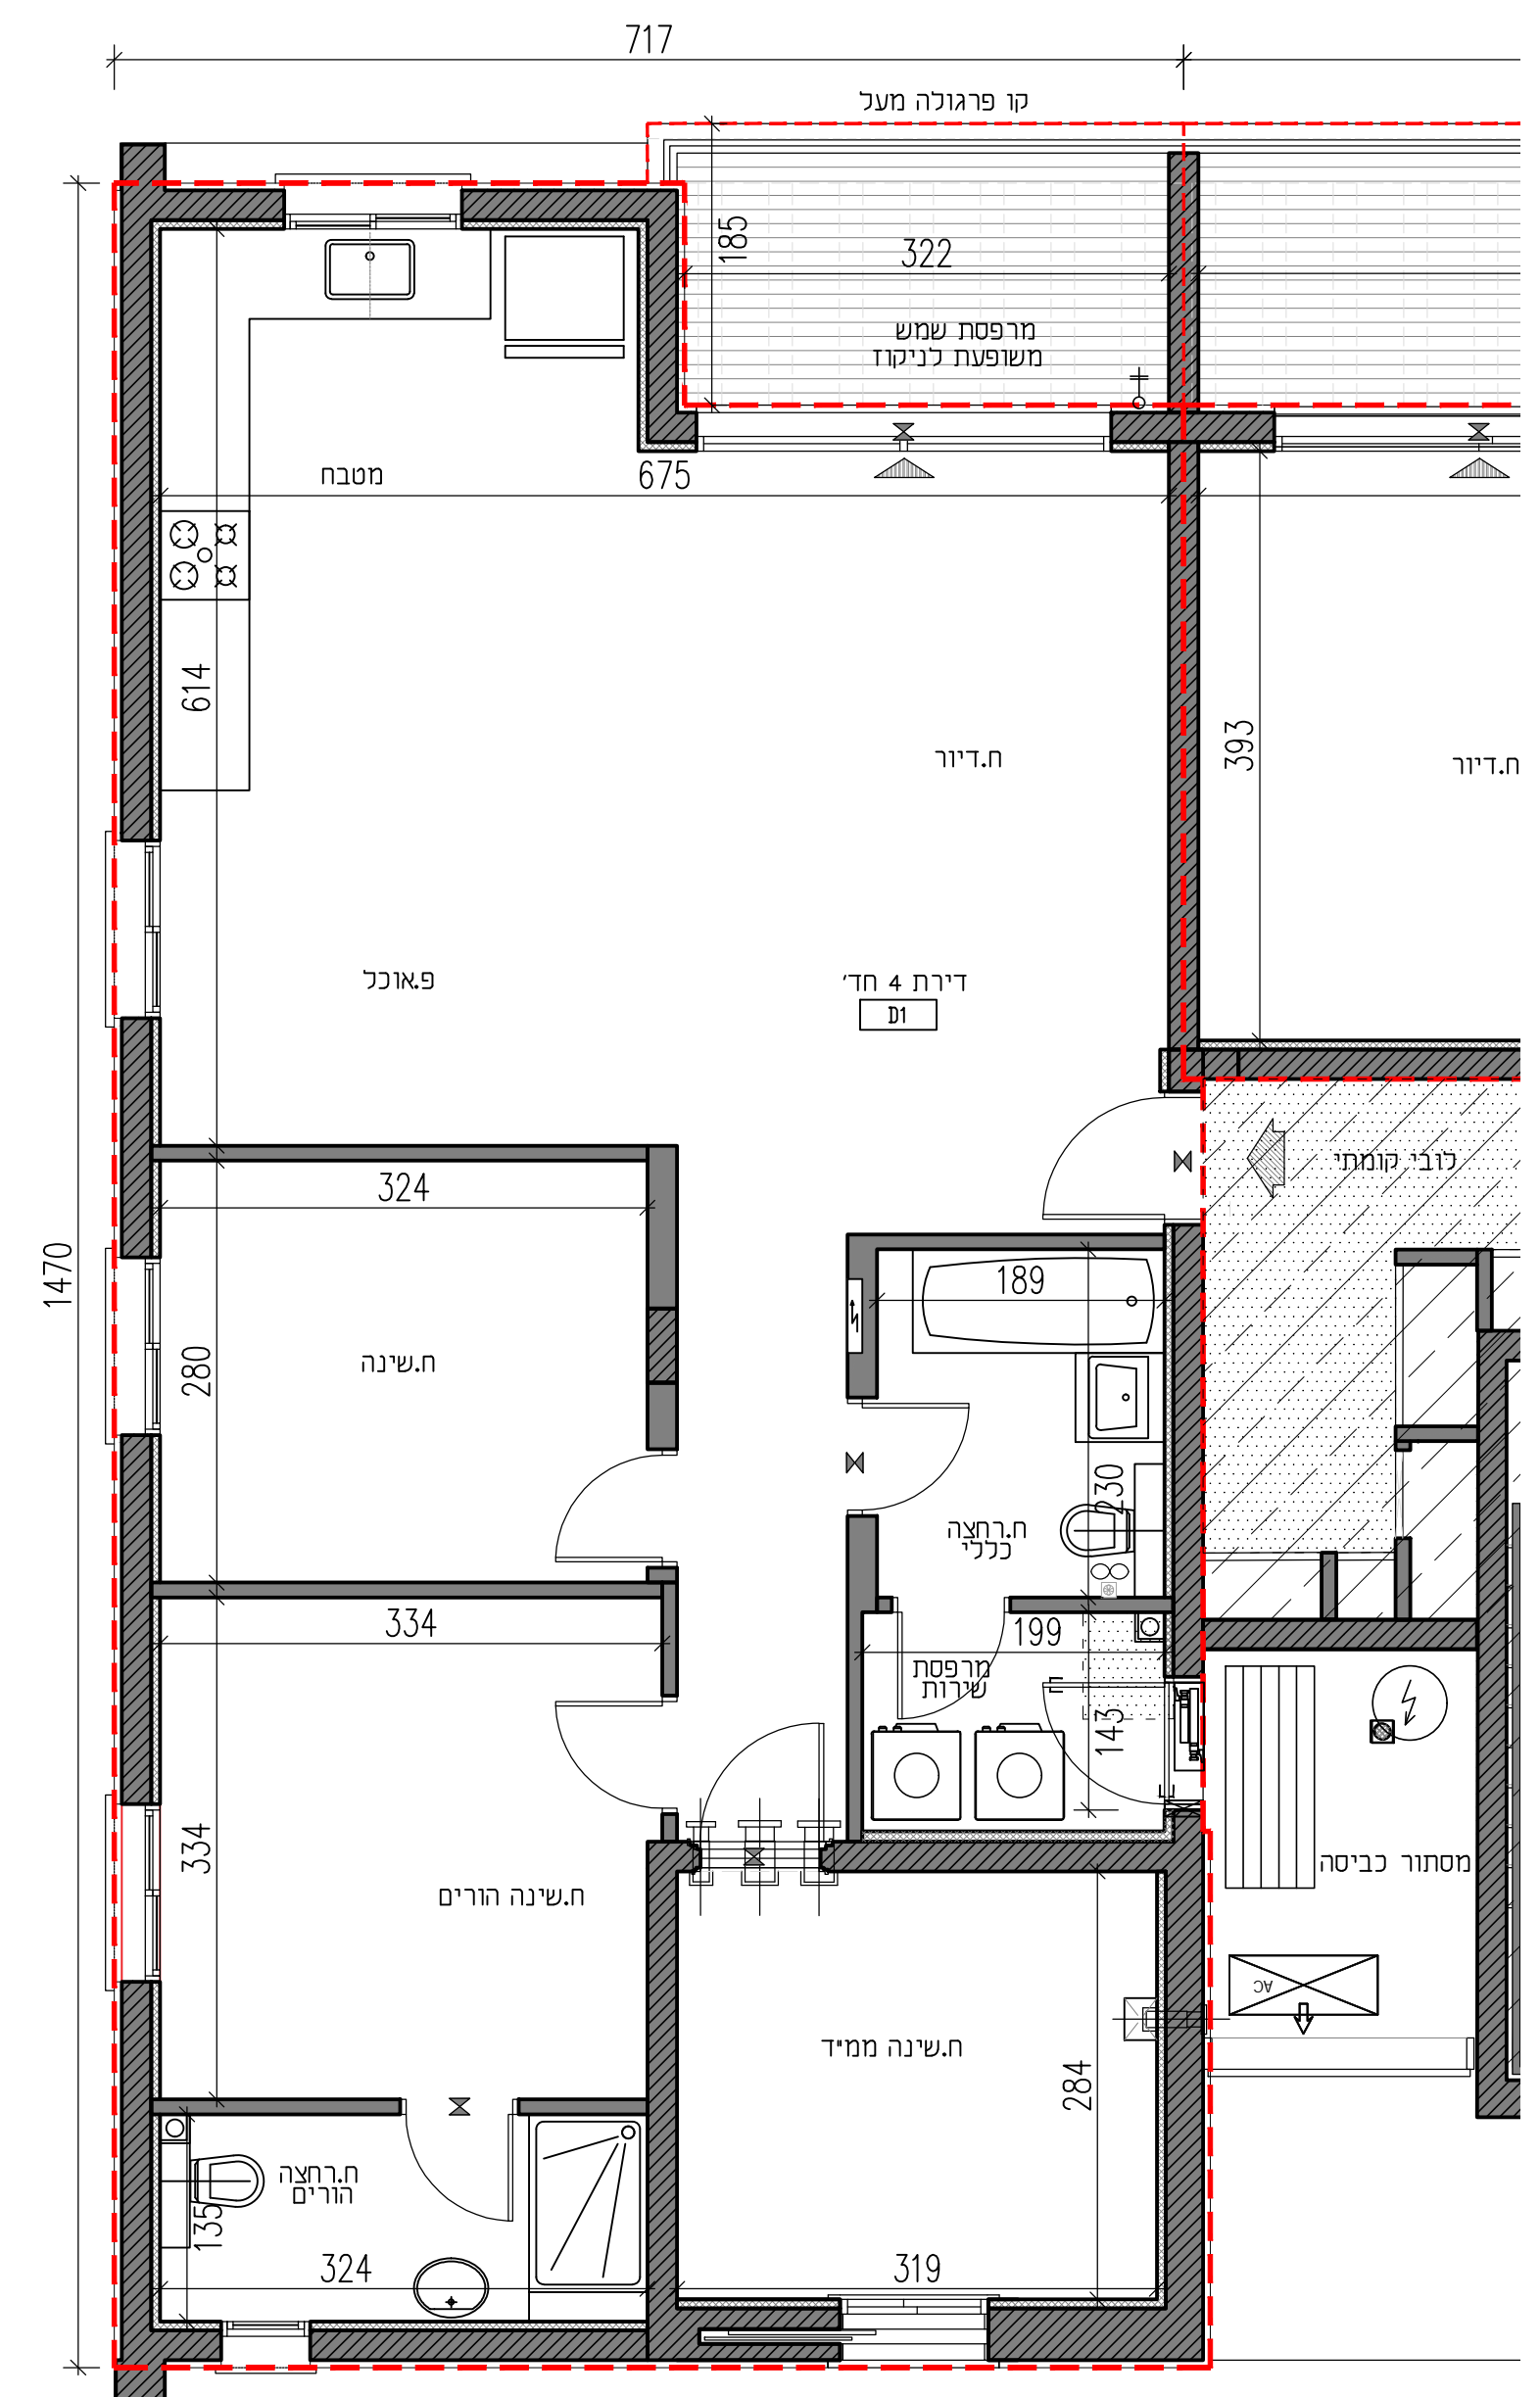 717
קו פרגולה מעל
185
322
מרפסת שמש
משופעת לניקוז
מטבח
675
614
393
ח.דיור
ח.דיור
פ.אוכל
דירת 4 חד'
D1
לובי קומתי
324
1470
189
280
ח.שינה
230
ח.רחצה
כללי
334
199
מרפסת
שירות
143
334
מסתור כביסה
ח.שינה הורים
AC
ח.שינה ממ"ד
284
ח.רחצה
הורים
135
324
319